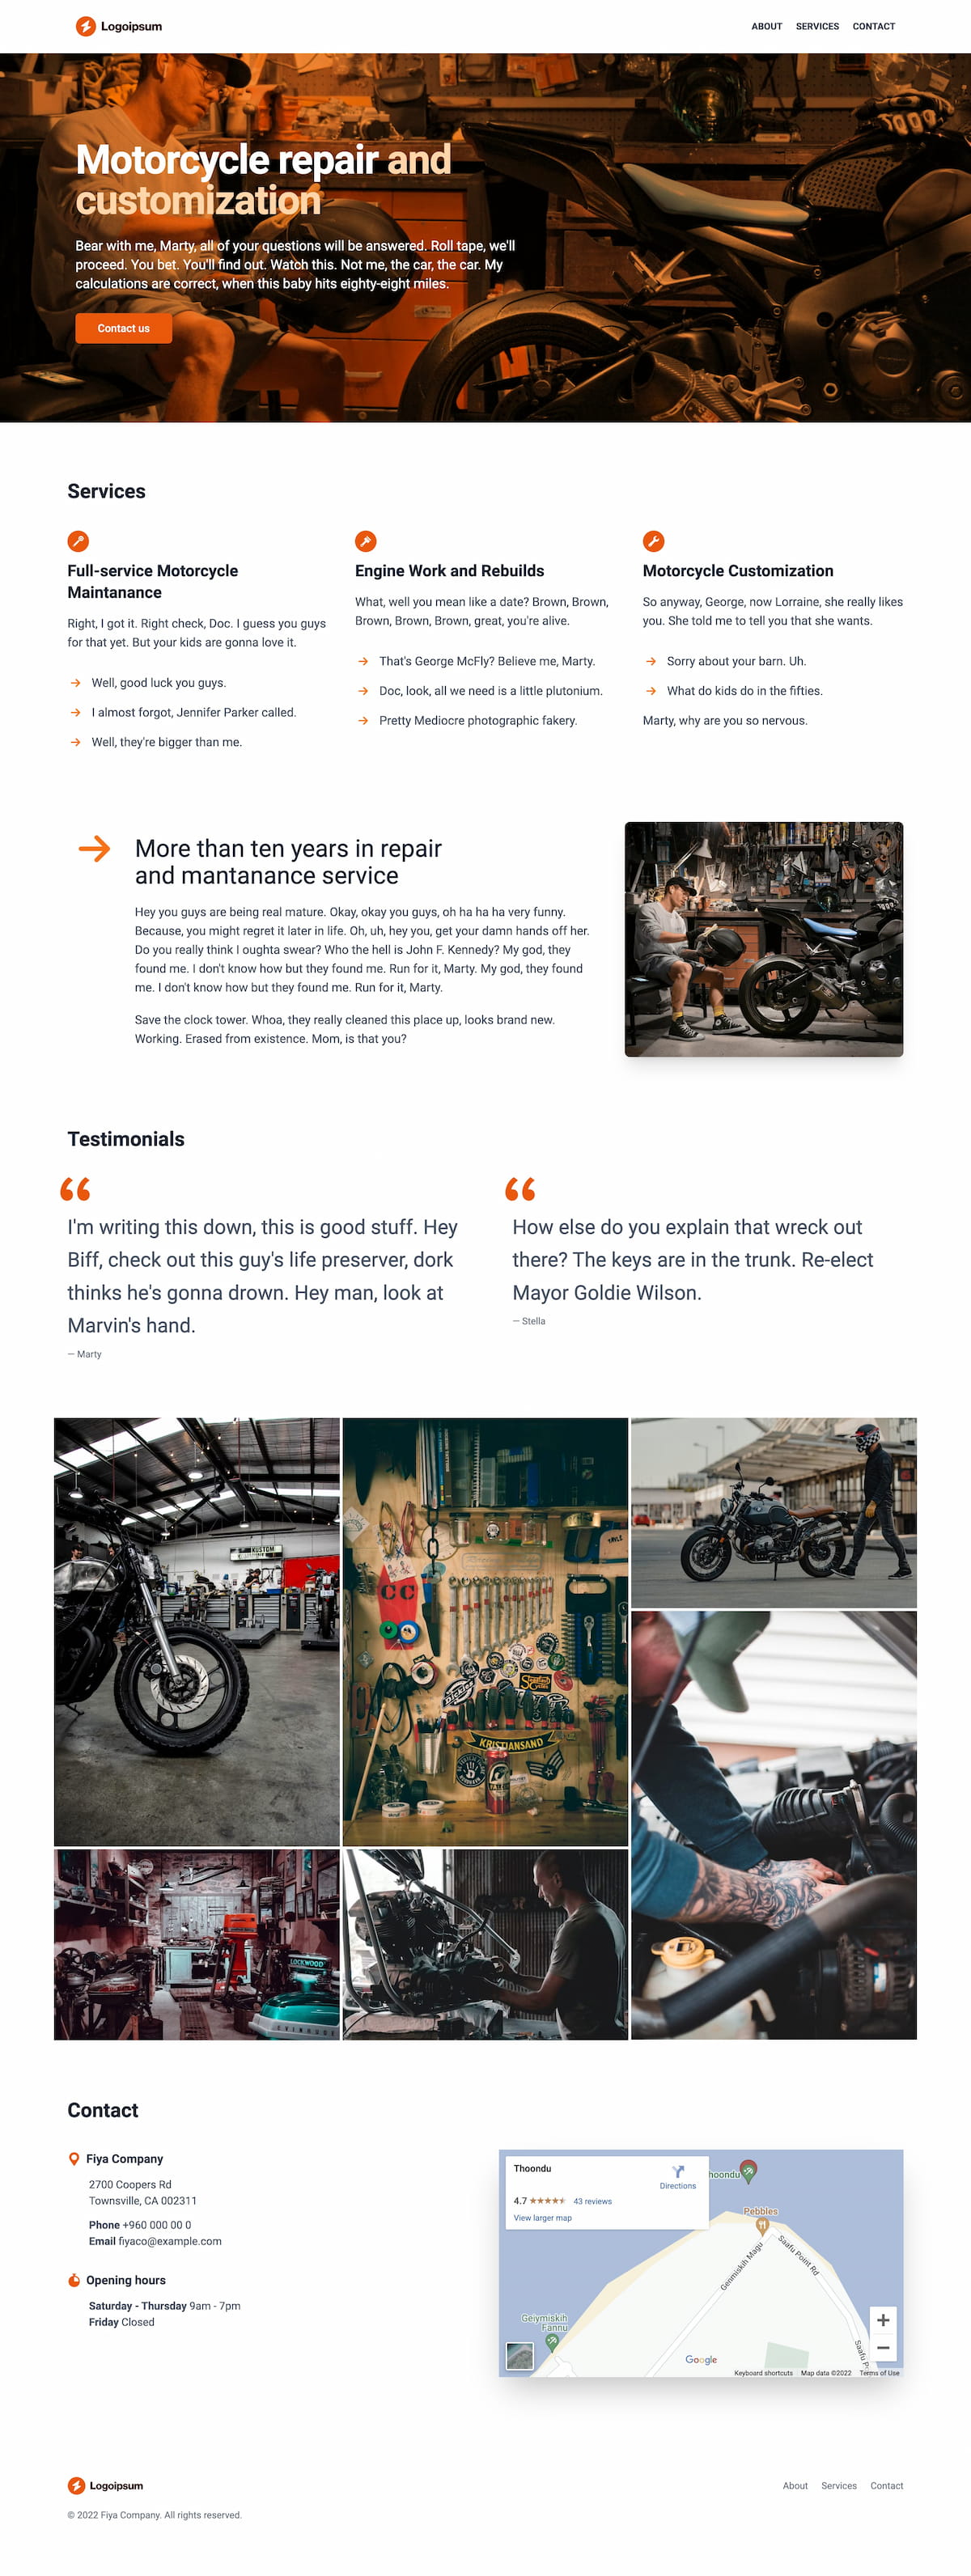 Logoipsum
ABOUT SERVICES CONTACT
Motorcycle repair and
customization
Bear with me, Marty, all of your questions will be answered. Roll tape, we'll
proceed. You bet. You'll find out. Watch this. Not me, the car, the car. My
calculations are correct, when this baby hits eighty-eight miles.
Contact us
Services
Full-service Motorcycle
Maintanance
Right, I got it. Right check, Doc. I guess you guys
for that yet. But your kids are gonna love it.
Well, good luck you guys.
I almost forgot, Jennifer Parker called.
Well, they're bigger than me.
Engine Work and Rebuilds
What, well you mean like a date? Brown, Brown,
Brown, Brown, Brown, great, you're alive.
That's George McFly? Believe me, Marty.
Doc, look, all we need is a little plutonium.
Pretty Mediocre photographic fakery.
Motorcycle Customization
So anyway, George, now Lorraine, she really likes
you. She told me to tell you that she wants.
Sorry about your barn. Uh.
What do kids do in the fifties.
Marty, why are you so nervous.
More than ten years in repair
and mantanance service
Hey you guys are being real mature. Okay, okay you guys, oh ha ha ha very funny.
Because, you might regret it later in life. Oh, uh, hey you, get your damn hands off her.
Do you really think I oughta swear? Who the hell is John F. Kennedy? My god, they
found me. I don't know how but they found me. Run for it, Marty. My god, they found
me. I don't know how but they found me. Run for it, Marty.
Save the clock tower. Whoa, they really cleaned this place up, looks brand new.
Working. Erased from existence. Mom, is that you?
Testimonials
I'm writing this down, this is good stuff. Hey
Biff, check out this guy's life preserver, dork
thinks he's gonna drown. Hey man, look at
Marvin's hand.
— Marty
How else do you explain that wreck out
there? The keys are in the trunk. Re-elect
Mayor Goldie Wilson.
— Stella
KUSTOM
KRISTIANSAND
LOCKWOOD
EVINRUDE
Contact
Fiya Company
2700 Coopers Rd
Townsville, CA 002311
Phone +960 000 00 0
Email fiyaco@example.com
Opening hours
Saturday - Thursday 9am - 7pm
Friday Closed
Thoondu
Directions
4.7 43 reviews
View larger map
hoondu
Pebbles
Genmiskih Magu
Saafu Point Rd
Geiymiskih
Fannu
Saafu P
Google
Keyboard shortcuts Map data ©2022 Terms of Use
Logoipsum
About Services Contact
© 2022 Fiya Company. All rights reserved.